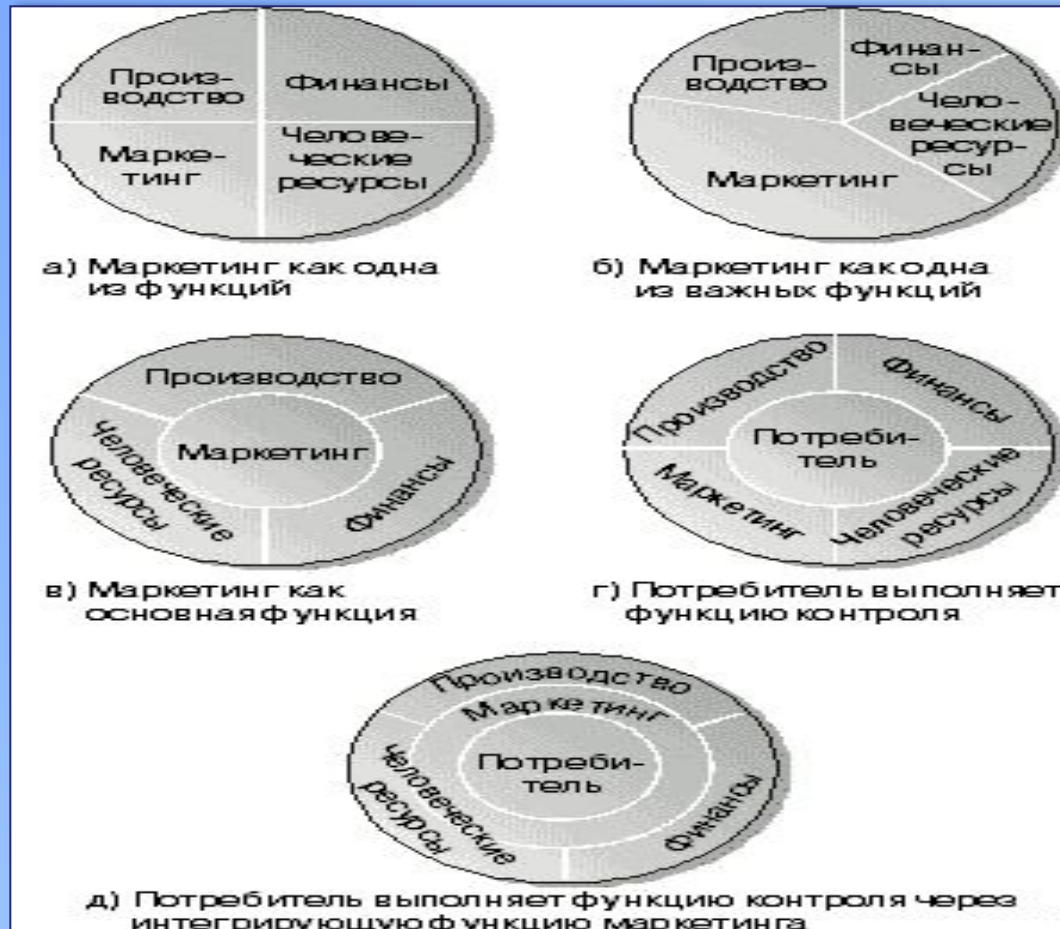 Произ-
водство
Финансы
Марке-
тинг
Челове-
ческие
ресурсы
а) Маркетинг как одна
из функций
Произ-
водство
Финан-
сы
Чело-
веческие
ресур-
сы
Маркетинг
б) Маркетинг как одна
из важных функций
Производство
Маркетинг
Человеческие
ресурсы
Финансы
в) Маркетинг как
основная функция
Производство
Финансы
Потреби-
тель
Маркетинг
Человеческие
ресурсы
г) Потребитель выполняет
функцию контроля
Производство
Маркетинг
Потреби-
тель
Человеческие
ресурсы
Финансы
д) Потребитель выполняет функцию контроля через
интегрирующую функцию маркетинга